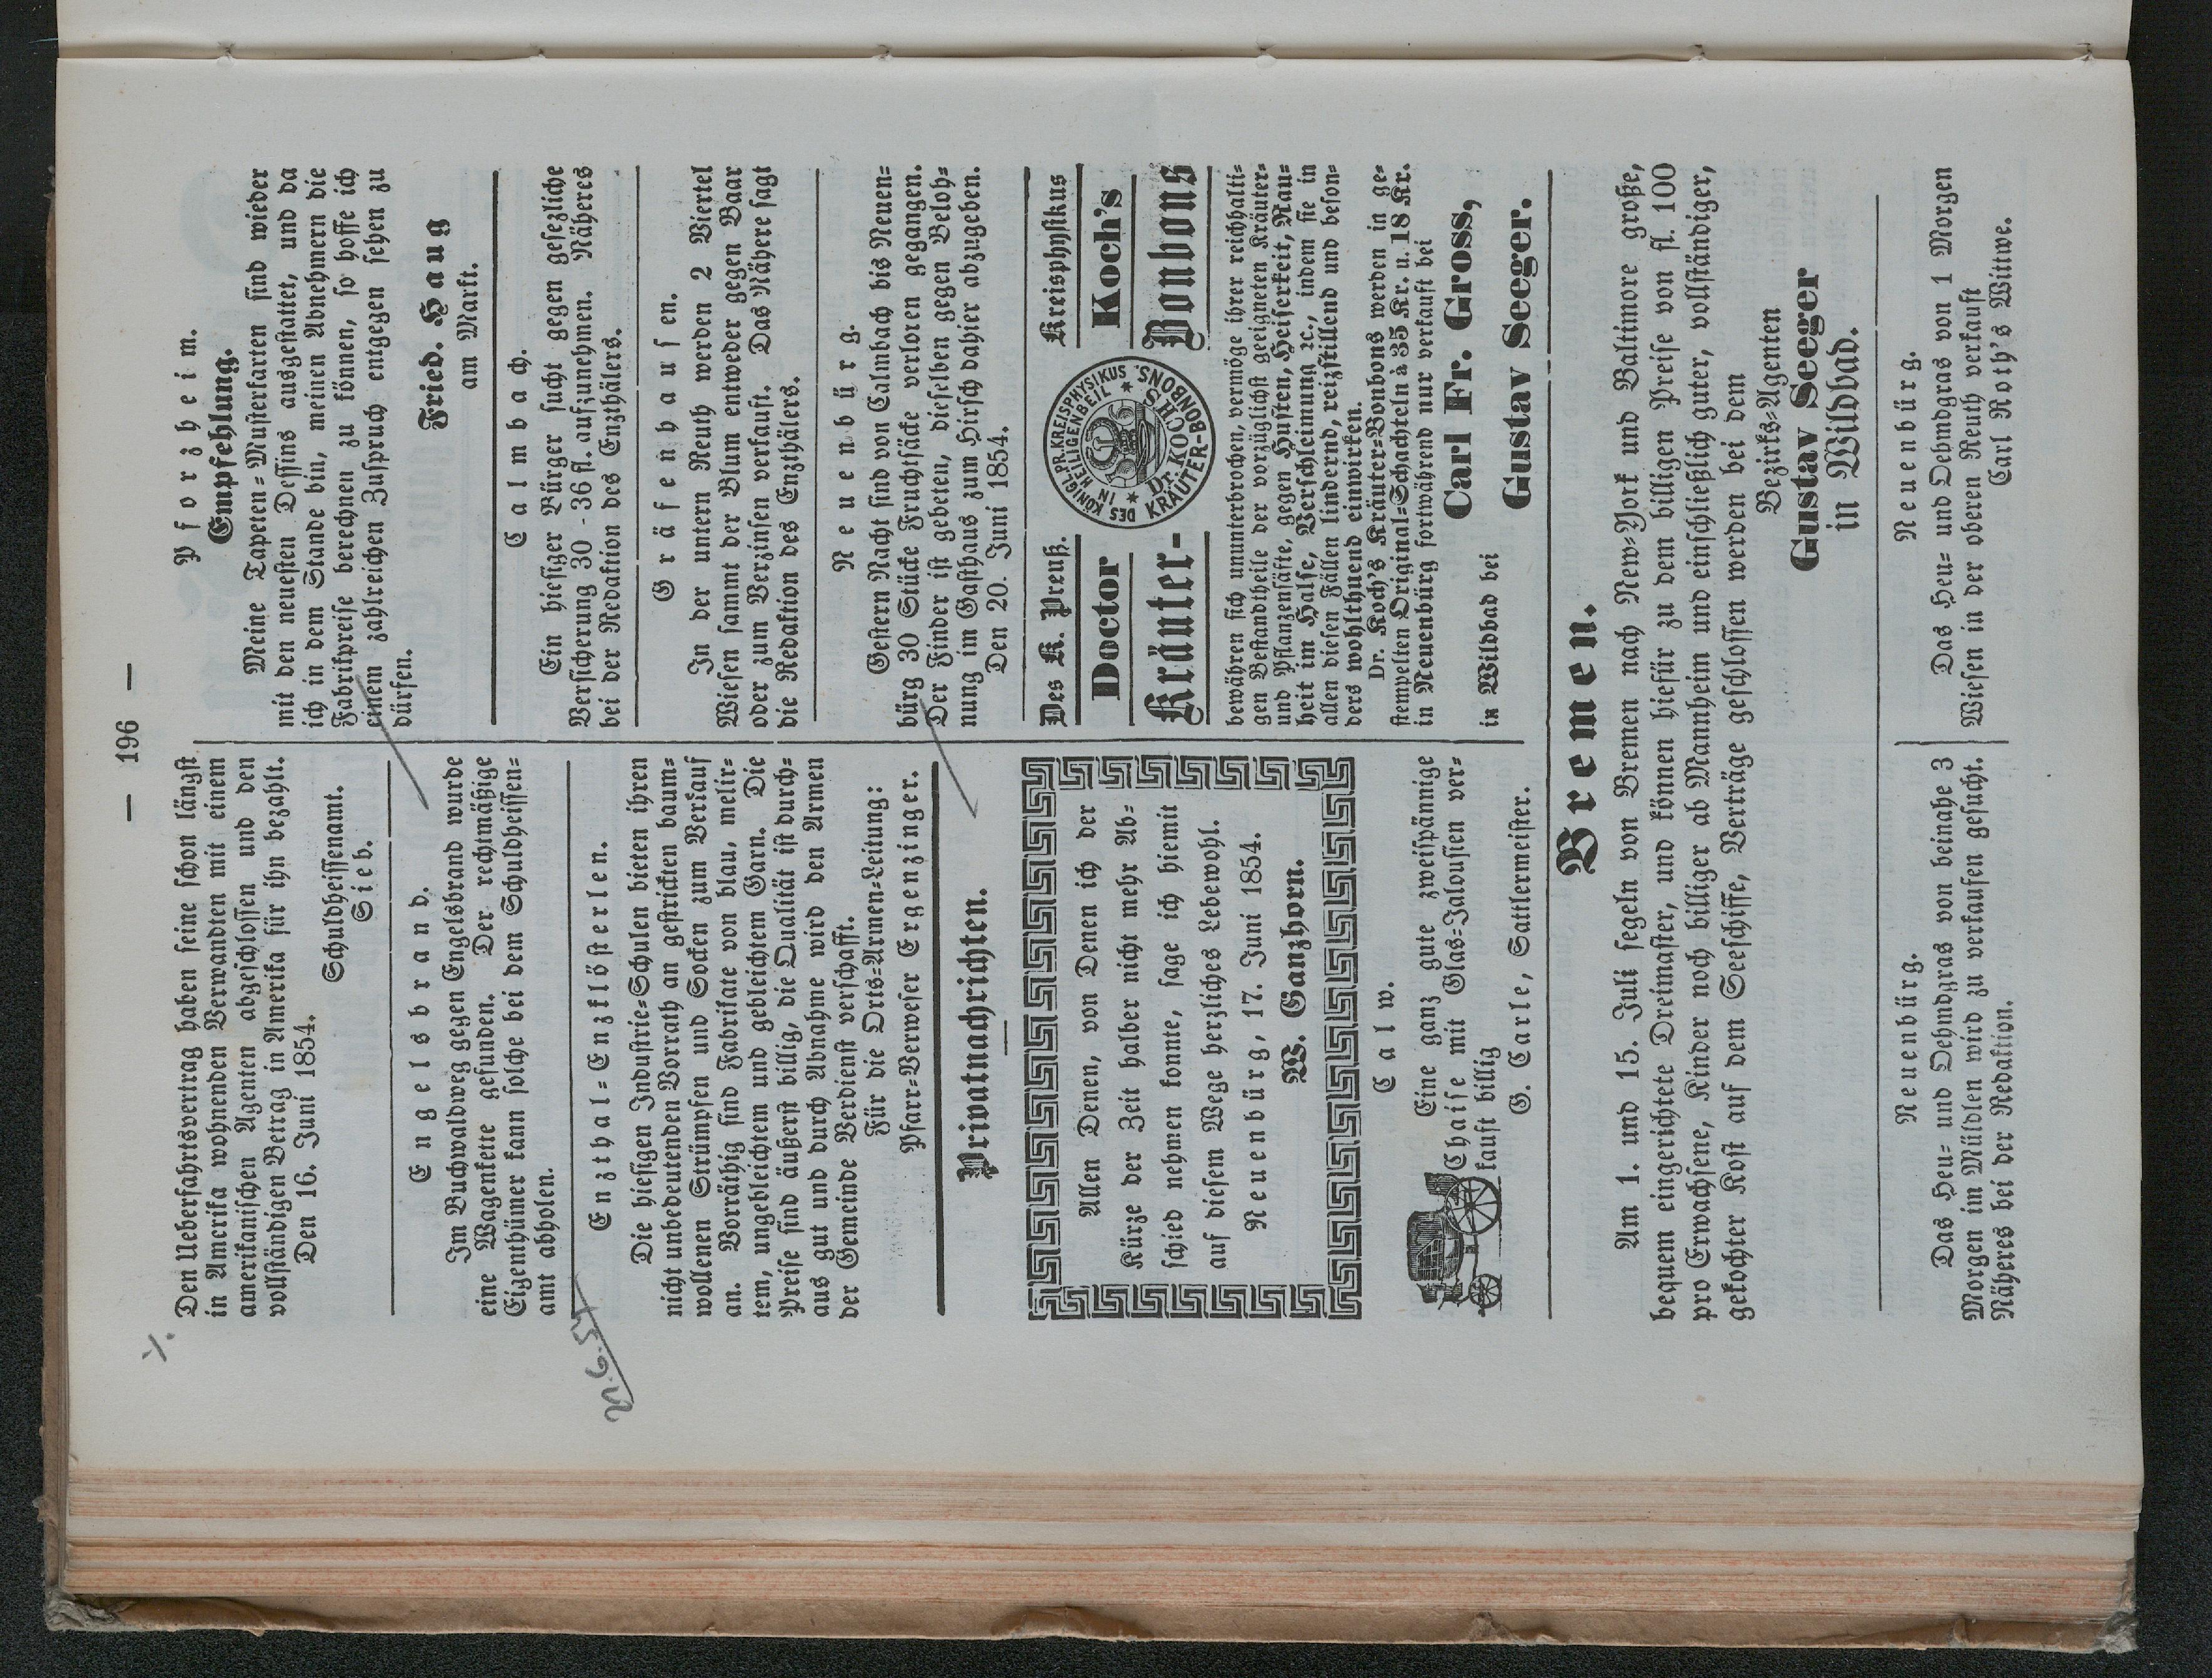 — 196 —
Den Ueberfahrtsvertrag haben seine schon längst
in Amerika wohnenden Verwandten mit einem
amerikanischen Agenten abgeschlossen und den
vollständigen Betrag in Amerika für ihn bezahlt.
Den 16. Juni 1854.
Schuldheissenamt.
Sieb.
Engelsbrand.
Im Buchwaldweg gegen Engelsbrand wurde
eine Wagenkette gefunden. Der rechtmäßige
Eigenthümer kann solche bei dem Schuldheissen-
amt abholen.
Enzthal-Enzklösterlen.
Die hiesigen Industrie-Schulen bieten ihren
nicht unbedeutenden Vorrath an gestrickten baum-
wollenen Strümpfen und Socken zum Verkauf
an. Vorräthig sind Fabrikate von blau, melir-
tem, ungebleichtem und gebleichtem Garn. Die
Preise sind äußerst billig, die Qualität ist durch-
aus gut und durch Abnahme wird den Armen
der Gemeinde Verdienst verschafft.
Für die Orts-Armen-Leitung:
Pfarr-Verweser Ergenzinger.
Privatnachrichten.
Allen Denen, von Denen ich der
Kürze der Zeit halber nicht mehr Ab-
schied nehmen konnte, sage ich hiemit
auf diesem Wege herzliches Lebewohl.
Neuenbürg, 17. Juni 1854.
W. Ganzhorn.
Calw.
Eine ganz gute zweispännige
Chaise mit Glas-Jalousien ver-
kauft billig
G. Carle, Sattlermeister.
Pforzheim.
Empfehlung.
Meine Tapeten-Musterkarten sind wieder
mit den neuesten Dessins ausgestattet, und da
ich in dem Stande bin, meinen Abnehmern die
Fabrikpreise berechnen zu können, so hoffe ich
einem zahlreichen Zuspruch entgegen sehen zu
dürfen.
Fried. Haug
am Markt.
Calmbach.
Ein hiesiger Bürger sucht gegen gesezliche
Versicherung 30 - 36 fl. aufzunehmen. Näheres
bei der Redaktion des Enzthälers.
Gräfenhausen.
In der untern Reuth werden 2 Viertel
Wiesen sammt der Blum entweder gegen Baar
oder zum Verzinsen verkauft. Das Nähere sagt
die Redaktion des Enzthälers.
Neuenbürg.
Gestern Nacht sind von Calmbach bis Neuen-
bürg 30 Stücke Fruchtsäcke verloren gegangen.
Der Finder ist gebeten, dieselben gegen Beloh-
nung im Gasthaus zum Hirsch dahier abzugeben.
Den 20. Juni 1854.
Des K. Preuß. Kreisphysikus
Doctor Koch's
Kräuter- Bonbons
DES KÖNIGL. PR. KREISPHYSIKUS
IN HEILIGENBEIL
* Dr. KOCH'S *
KRÄUTER-BONBONS.
bewähren sich ununterbrochen, vermöge ihrer reichhalti-
gen Bestandtheile der vorzüglichst geeigneten Kräuter-
und Pflanzensäfte, gegen Husten, Heiserkeit, Rau-
heit im Halse, Verschleimung ꝛc., indem sie in
allen diesen Fällen lindernd, reizstillend und beson-
ders wohlthuend einwirken.
Dr. Koch's Kräuter-Bonbons werden in ge-
stempelten Original-Schachteln à 35 Kr. u. 18 Kr.
in Neuenbürg fortwährend nur verkauft bei
Carl Fr. Gross,
in Wildbad bei
Gustav Seeger.
Bremen.
Am 1. und 15. Juli segeln von Bremen nach New-York und Baltimore große,
bequem eingerichtete Dreimaster, und können hiefür zu dem billigen Preise von fl. 100
pro Erwachsene, Kinder noch billiger ab Mannheim und einschließlich guter, vollständiger,
gekochter Kost auf dem Seeschiffe, Verträge geschlossen werden bei dem
Bezirks-Agenten
Gustav Seeger
in Wildbad.
Neuenbürg.
Das Heu- und Oehmdgras von beinahe 3
Morgen im Müldlen wird zu verkaufen gesucht.
Näheres bei der Redaktion.
Neuenbürg.
Das Heu- und Oehmdgras von 1 Morgen
Wiesen in der oberen Reuth verkauft
Carl Roth's Wittwe.